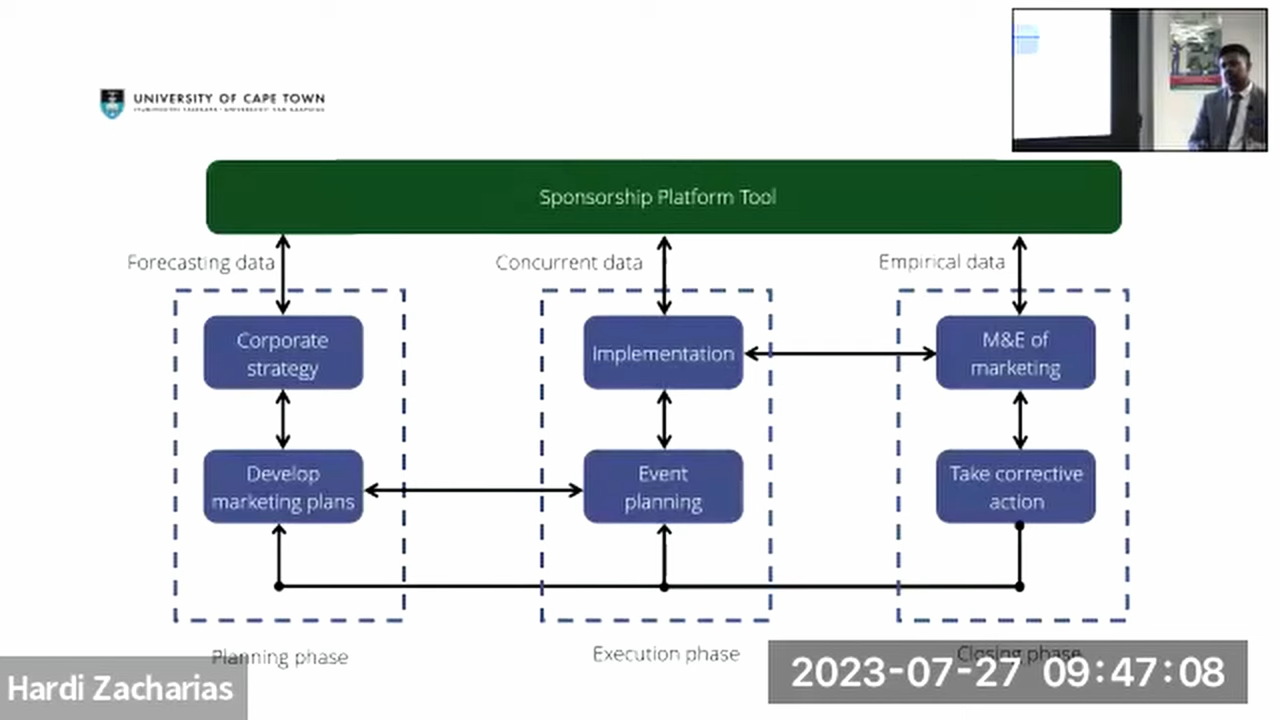 UNIVERSITY OF CAPE TOWN
Sponsorship Platform Tool
Forecasting data
Concurrent data
Empirical data
Corporate
strategy
Implementation
M&E of
marketing
Develop
marketing plans
Event
planning
Take corrective
action
Planning phase
Execution phase
Closing phase
Hardi Zacharias
2023-07-27 09:47:08